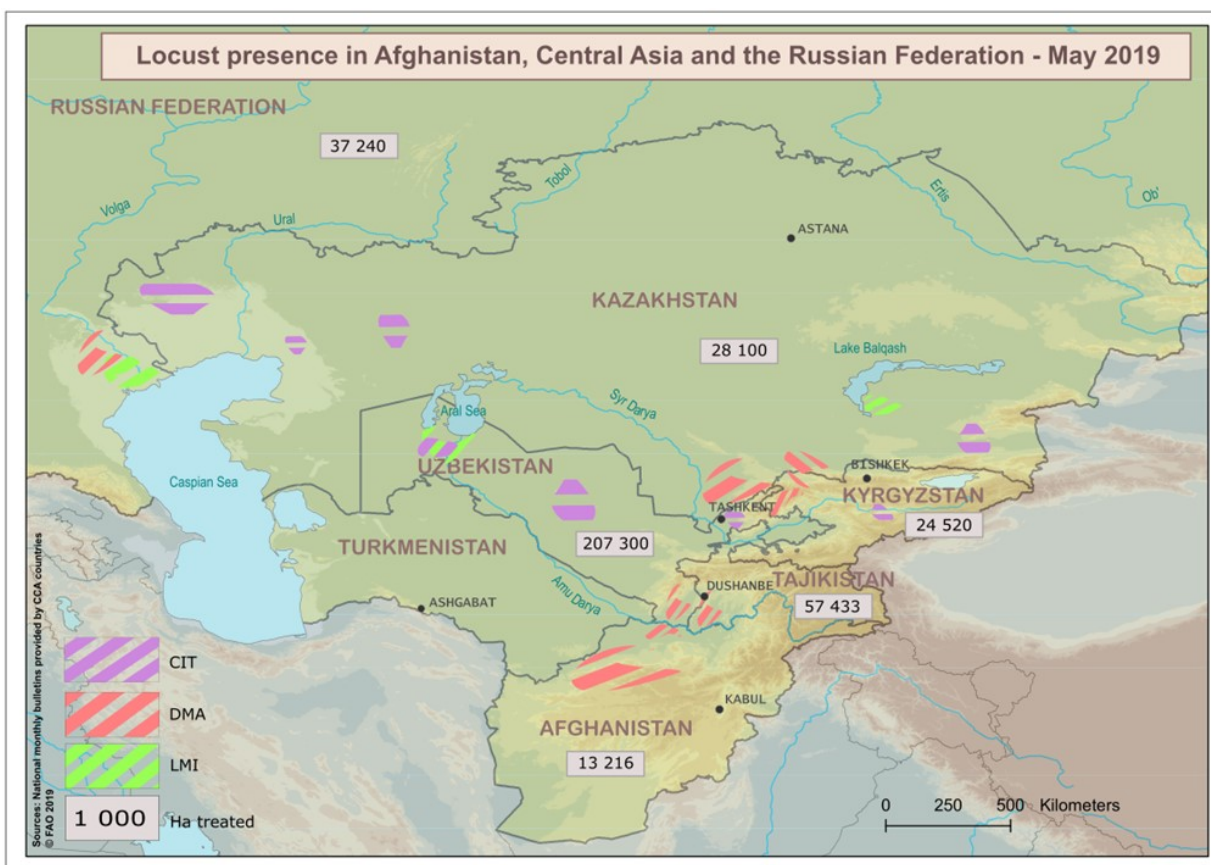 Locust presence in Afghanistan, Central Asia and the Russian Federation - May 2019
RUSSIAN FEDERATION
37 240
Tobol
Ertis
Ob'
Volga
Ural
ASTANA
KAZAKHSTAN
28 100
Lake Balqash
Syr Darya
Aral Sea
UZBEKISTAN
BISHKEK
Caspian Sea
KYRGYZSTAN
TASHKENT
24 520
TURKMENISTAN
207 300
TAJIKISTAN
DUSHANBE
Amu Darya
ASHGABAT
57 433
KABUL
AFGHANISTAN
13 216
CIT
DMA
LMI
1 000 Ha treated
0 250 500 Kilometers
Sources: National monthly bulletins provided by CCA countries
© FAO 2019